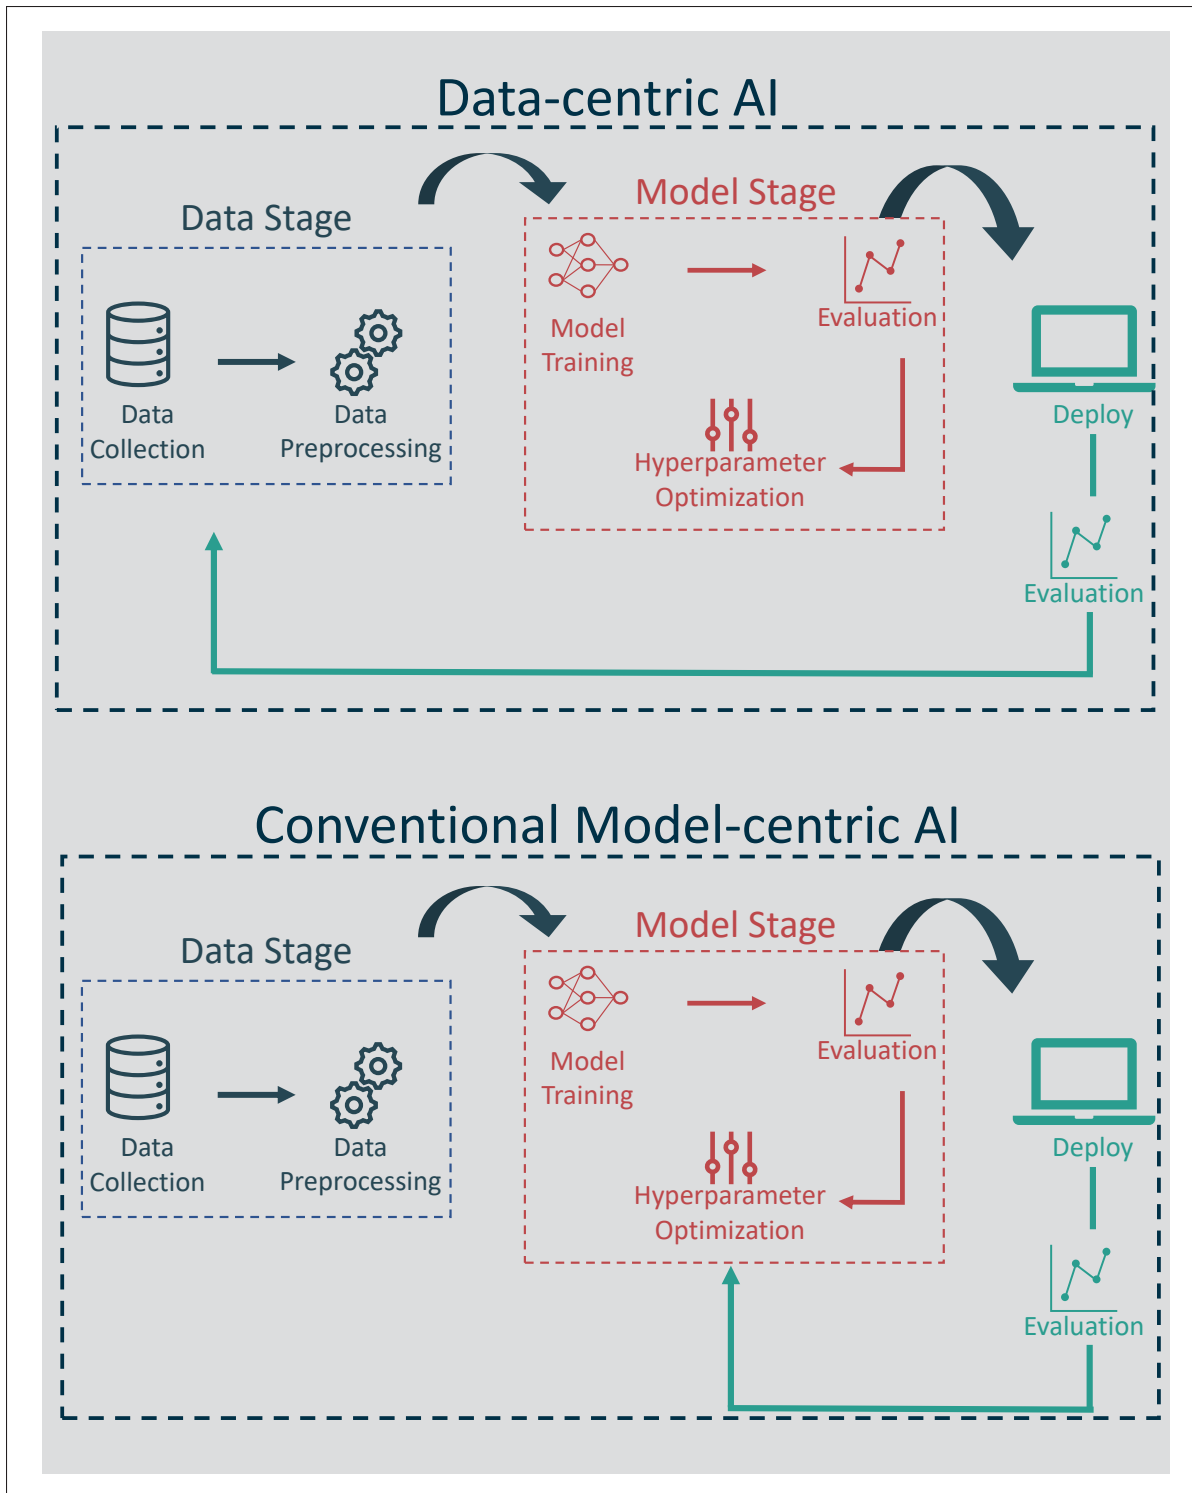 Data-centric AI
Data Stage
Data
Collection
Data
Preprocessing
Model Stage
Model
Training
Evaluation
Hyperparameter
Optimization
Deploy
Evaluation
Conventional Model-centric AI
Data Stage
Data
Collection
Data
Preprocessing
Model Stage
Model
Training
Evaluation
Hyperparameter
Optimization
Deploy
Evaluation